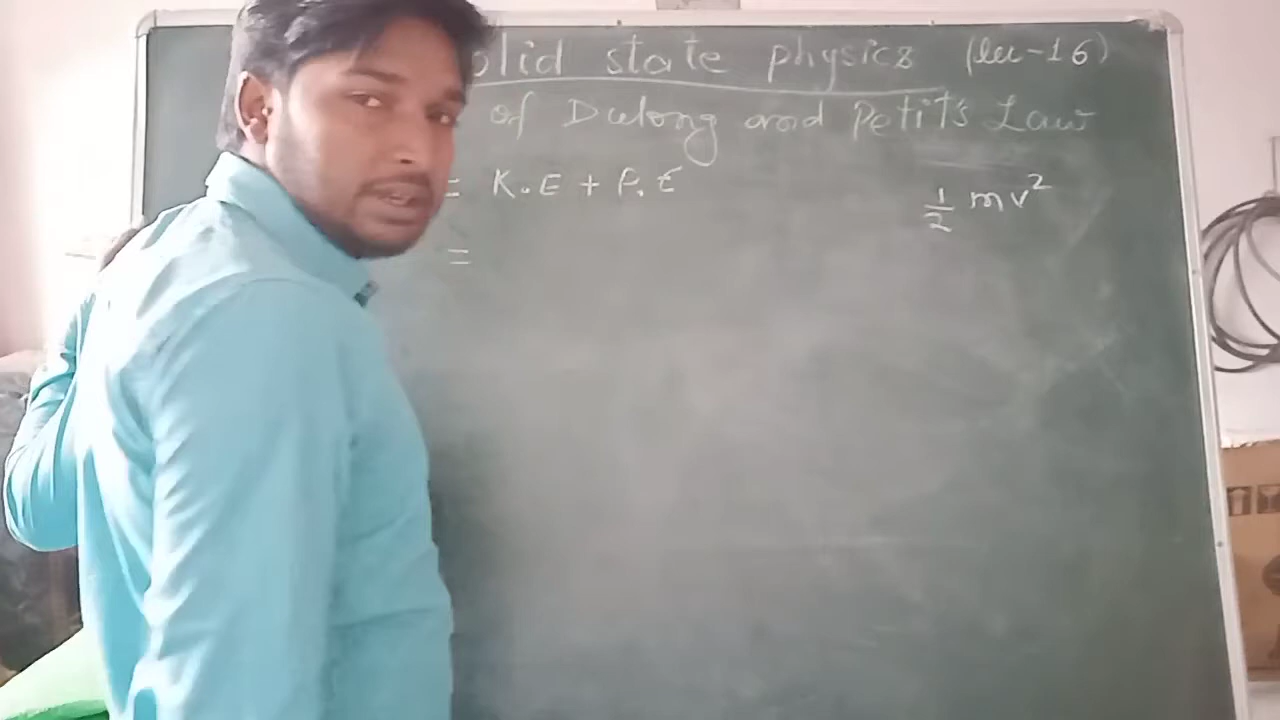 olid state physics (lec-16)
of Dulong and Petit's Law
= K.E + P.E
1/2 mv²
=